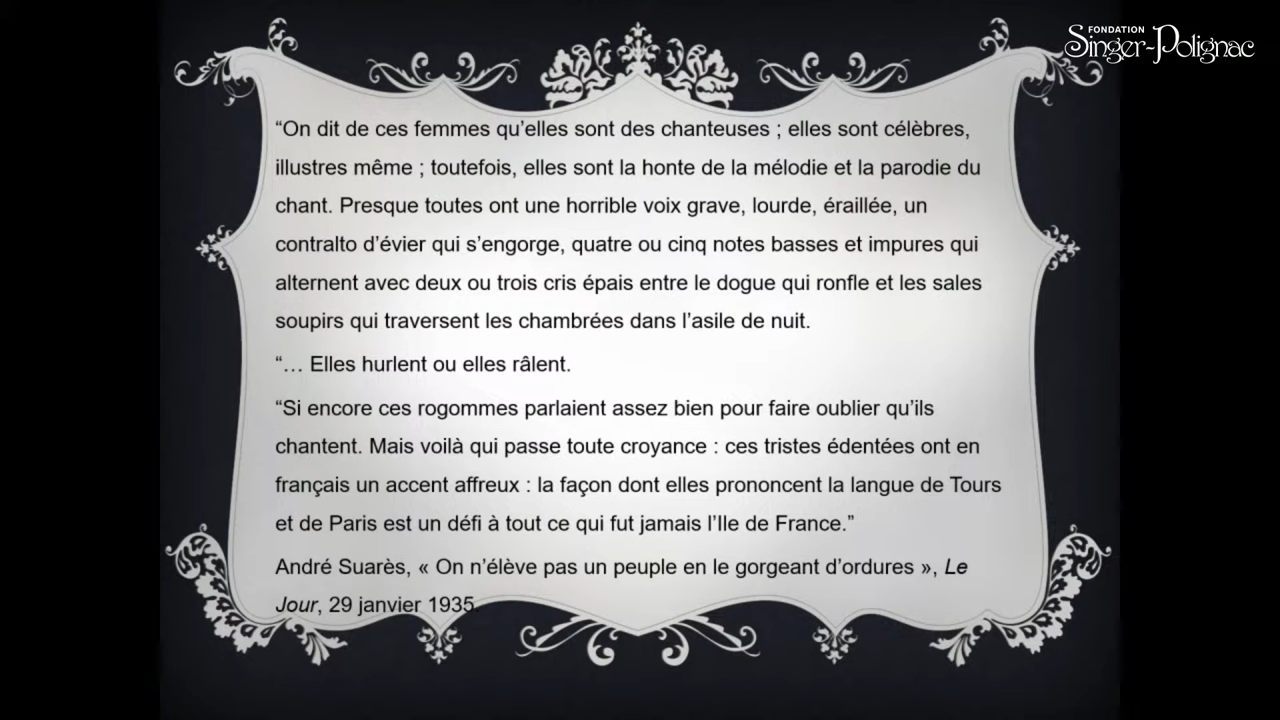 FONDATION
Singer-Polignac
“On dit de ces femmes qu’elles sont des chanteuses ; elles sont célèbres,
illustres même ; toutefois, elles sont la honte de la mélodie et la parodie du
chant. Presque toutes ont une horrible voix grave, lourde, éraillée, un
contralto d’évier qui s’engorge, quatre ou cinq notes basses et impures qui
alternent avec deux ou trois cris épais entre le dogue qui ronfle et les sales
soupirs qui traversent les chambrées dans l’asile de nuit.
“… Elles hurlent ou elles râlent.
“Si encore ces rogommes parlaient assez bien pour faire oublier qu’ils
chantent. Mais voilà qui passe toute croyance : ces tristes édentées ont en
français un accent affreux : la façon dont elles prononcent la langue de Tours
et de Paris est un défi à tout ce qui fut jamais l’Ile de France.”
André Suarès, « On n’élève pas un peuple en le gorgeant d’ordures », Le
Jour, 29 janvier 1935.